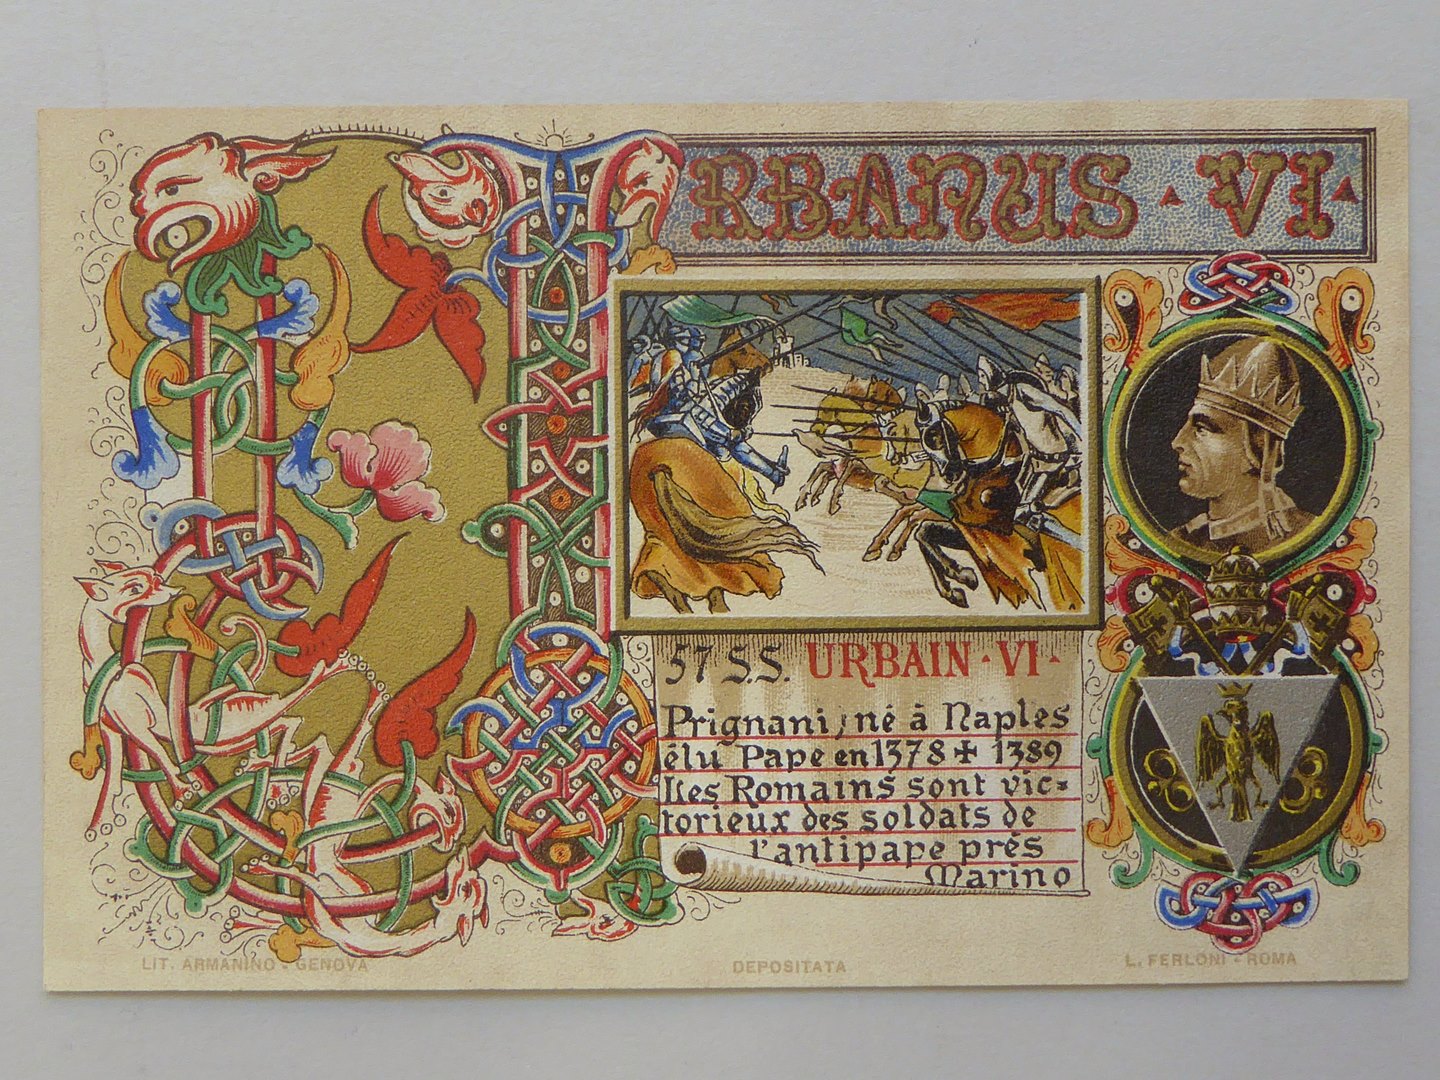 URBANUS · VI ·
57 S.S. URBAIN · VI ·
Prignani, né à Naples
élu Pape en 1378 ✝ 1389
Les Romains sont vic=
torieux des soldats de
l'antipape près
Marino
LIT. ARMANINO - GENOVA
DEPOSITATA
L. FERLONI - ROMA